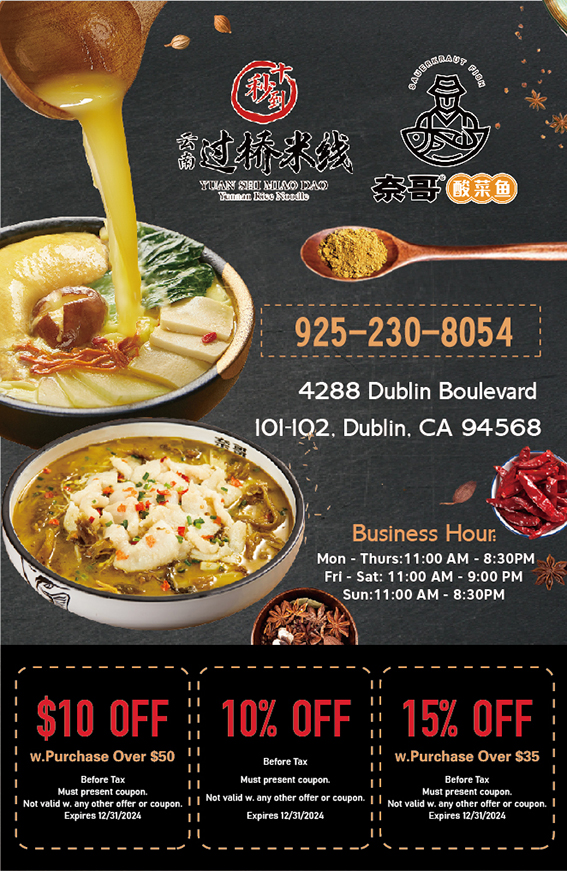 十秒到
云南 过桥米线
YUAN SHI MIAO DAO
Yunnan Rice Noodle
SAUERKRAUT FISH
奈哥® 酸菜鱼
925-230-8054
4288 Dublin Boulevard
101-102, Dublin, CA 94568
奈哥
Business Hour:
Mon - Thurs:11:00 AM - 8:30PM
Fri - Sat: 11:00 AM - 9:00 PM
Sun:11:00 AM - 8:30PM
$10 OFF
w.Purchase Over $50
Before Tax
Must present coupon.
Not valid w. any other offer or coupon.
Expires 12/31/2024
10% OFF
Before Tax
Must present coupon.
Not valid w. any other offer or coupon.
Expires 12/31/2024
15% OFF
w.Purchase Over $35
Before Tax
Must present coupon.
Not valid w. any other offer or coupon.
Expires 12/31/2024